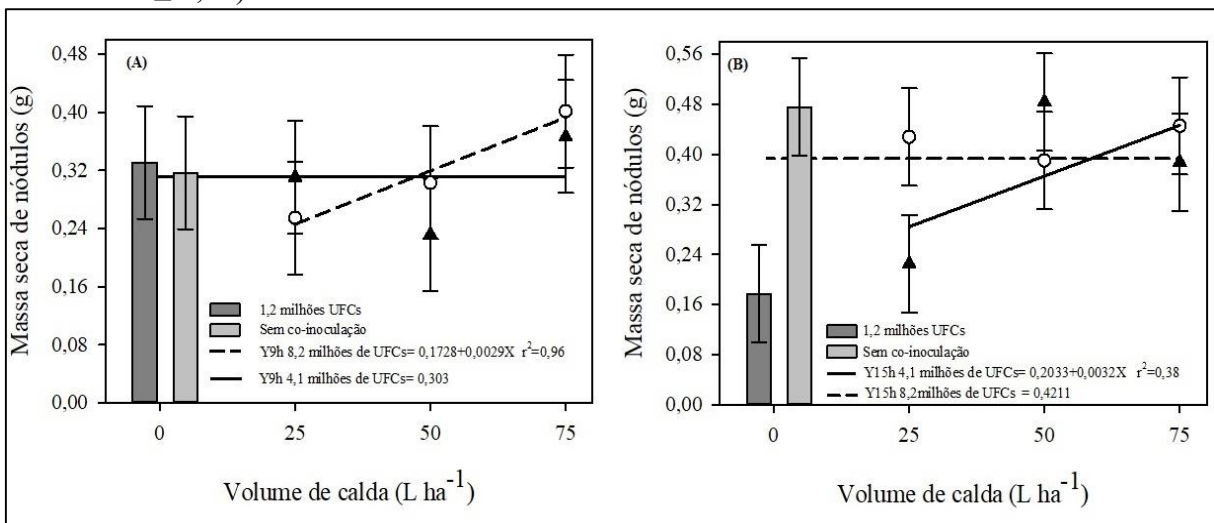 (A)
Massa seca de nódulos (g)
0,48
0,40
0,32
0,24
0,16
0,08
0,00
1,2 milhões UFCs
Sem co-inoculação
Y9h 8,2 milhões de UFCs= 0,1728+0,0029X r²=0,96
Y9h 4,1 milhões de UFCs= 0,303
0 25 50 75
Volume de calda (L ha⁻¹)
(B)
Massa seca de nódulos (g)
0,56
0,48
0,40
0,32
0,24
0,16
0,08
0,00
1,2 milhões UFCs
Sem co-inoculação
Y15h 4,1 milhões de UFCs= 0,2033+0,0032X r²=0,38
Y15h 8,2milhões de UFCs = 0,4211
0 25 50 75
Volume de calda (L ha⁻¹)